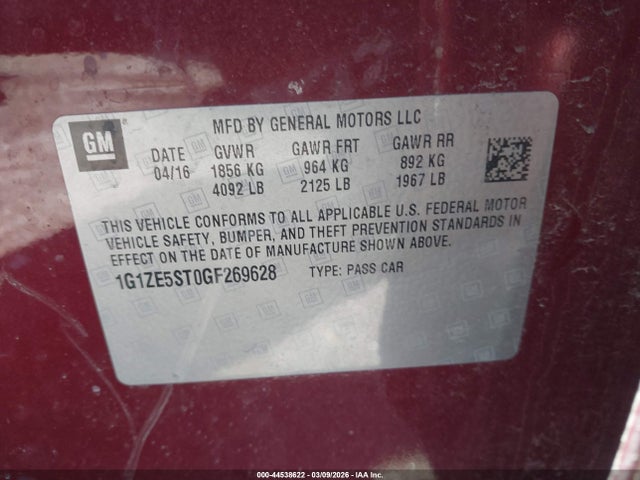 GM
MFD BY GENERAL MOTORS LLC
DATE GVWR GAWR FRT GAWR RR
04/16 1856 KG 964 KG 892 KG
4092 LB 2125 LB 1967 LB
THIS VEHICLE CONFORMS TO ALL APPLICABLE U.S. FEDERAL MOTOR
VEHICLE SAFETY, BUMPER, AND THEFT PREVENTION STANDARDS IN
EFFECT ON THE DATE OF MANUFACTURE SHOWN ABOVE.
1G1ZE5ST0GF269628 TYPE: PASS CAR
000-44538622 - 03/09/2026 - IAA Inc.